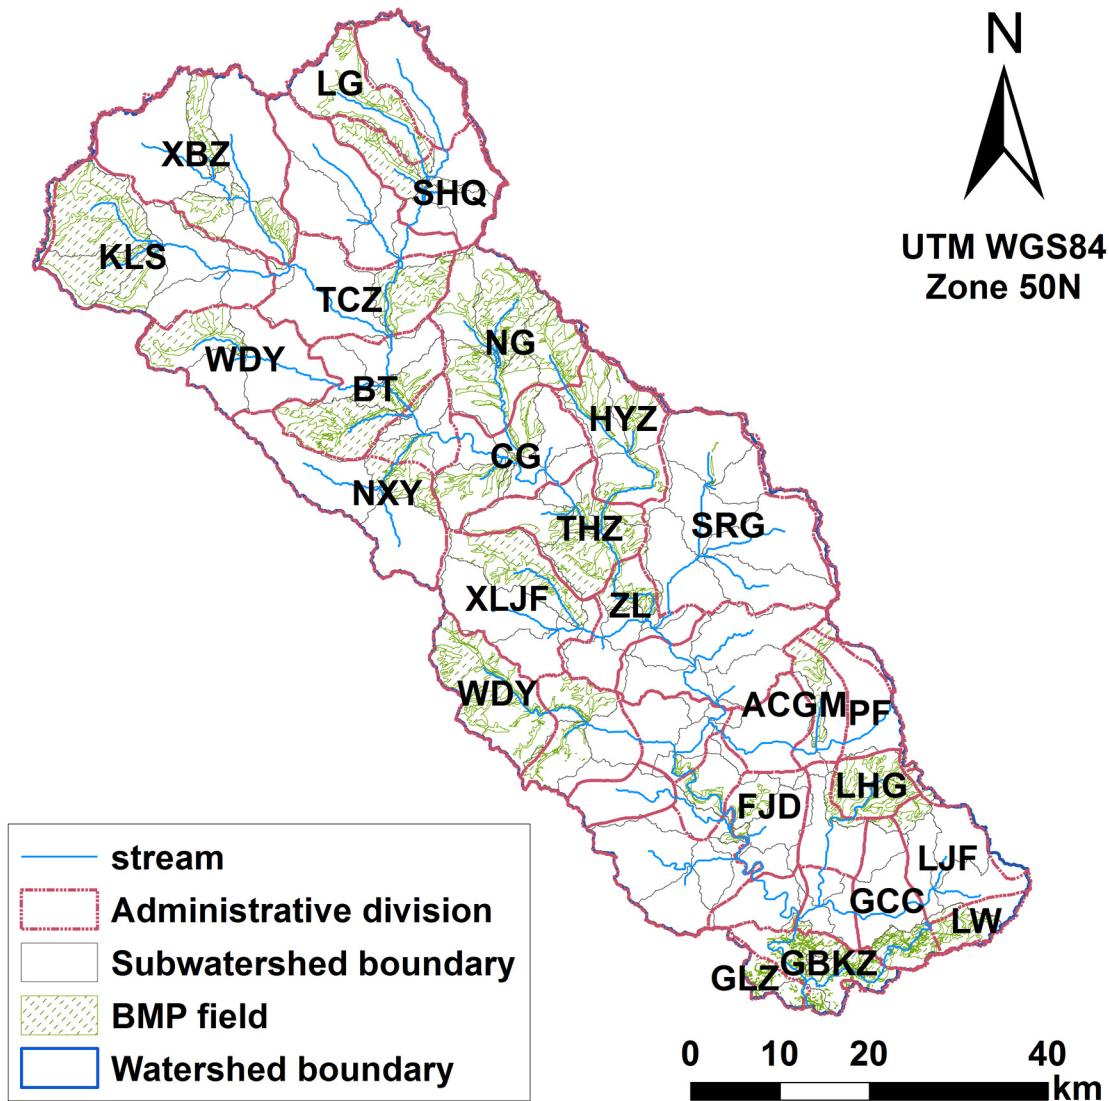 N
UTM WGS84
Zone 50N
LG
XBZ
SHQ
KLS
TCZ
NG
WDY
BT
HYZ
CG
NXY
THZ
SRG
XLJF
ZL
WDY
ACGM
PF
LHG
FJD
LJF
GCC
LW
GBKZ
GLZ
stream
Administrative division
Subwatershed boundary
BMP field
Watershed boundary
0 10 20 40
km